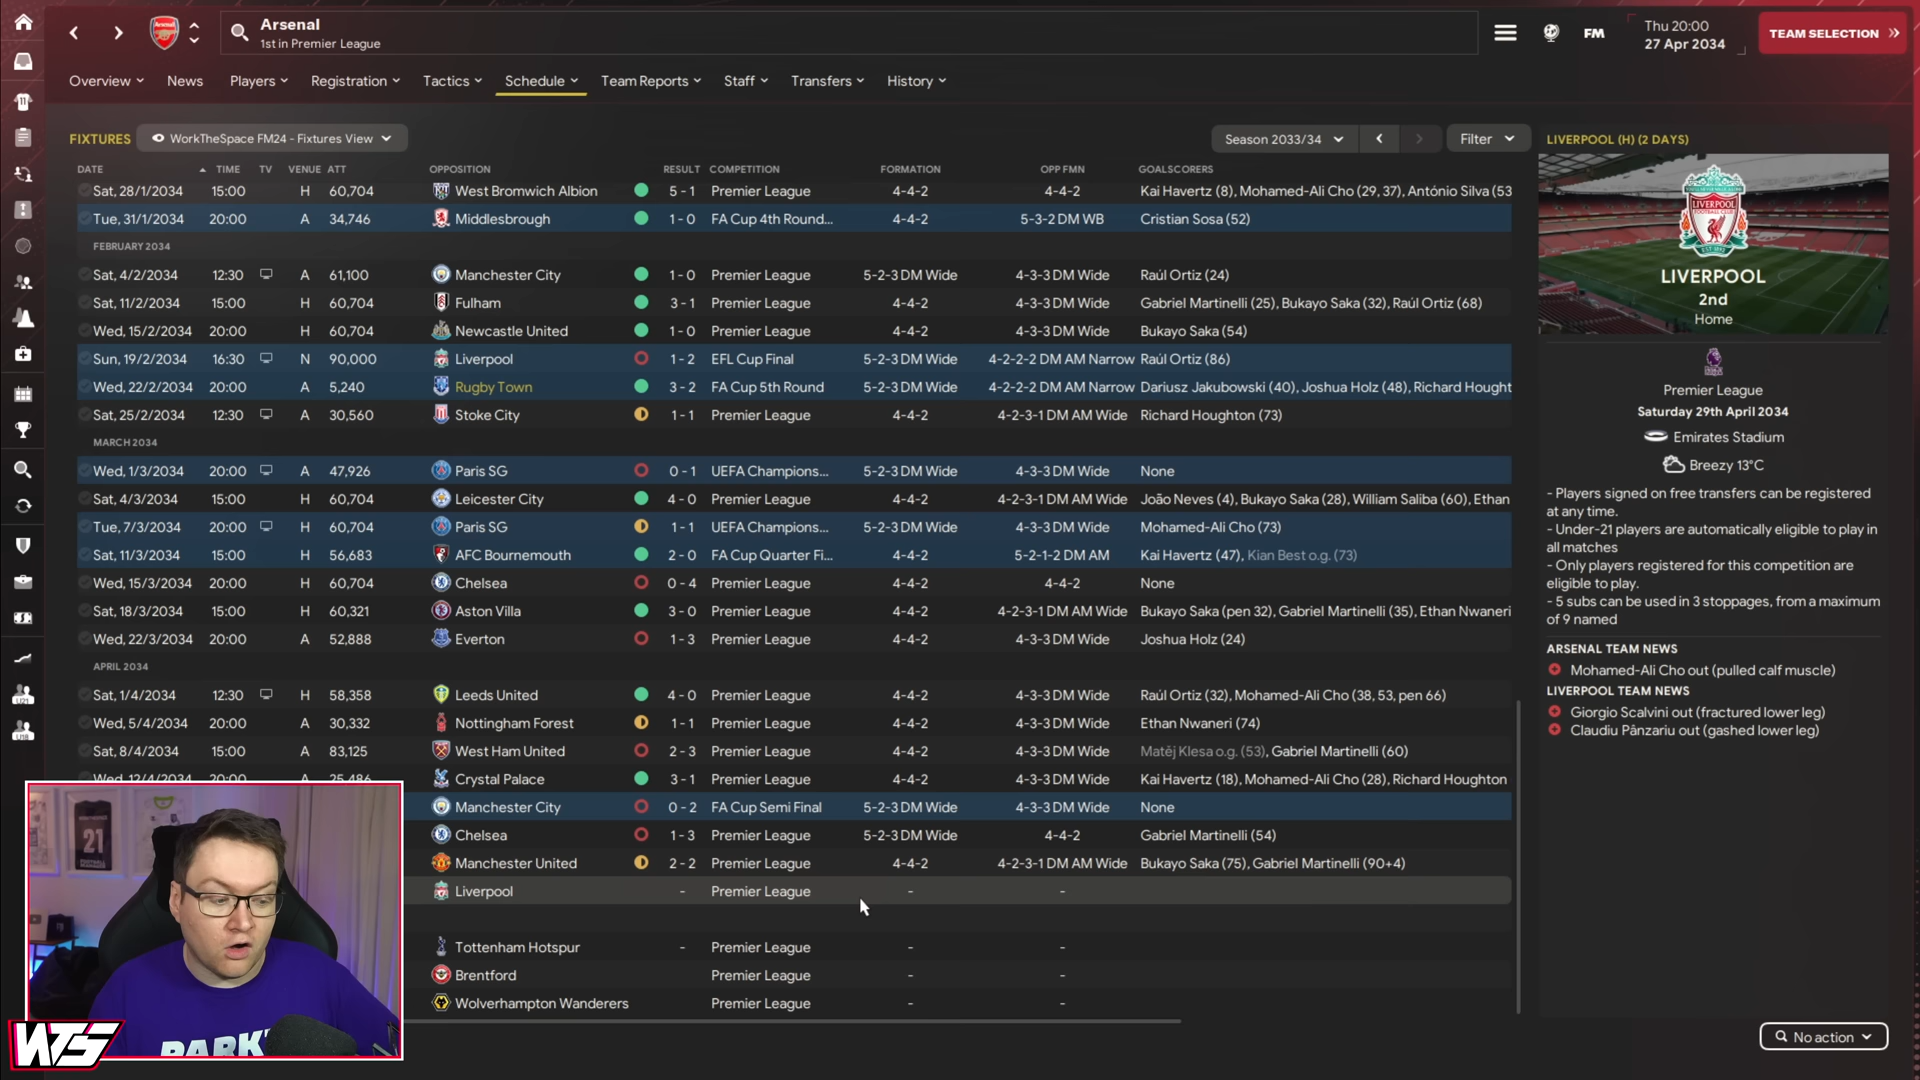 Arsenal
1st in Premier League
FM
Thu 20:00
27 Apr 2034
TEAM SELECTION
Overview
News
Players
Registration
Tactics
Schedule
Team Reports
Staff
Transfers
History
FIXTURES
WorkTheSpace FM24 - Fixtures View
Season 2033/34
Filter
DATE TIME TV VENUE ATT OPPOSITION RESULT COMPETITION FORMATION OPP FMN GOALSCORERS
Sat, 28/1/2034 15:00 H 60,704 West Bromwich Albion 5 - 1 Premier League 4-4-2 4-4-2 Kai Havertz (8), Mohamed-Ali Cho (29, 37), António Silva (53
Tue, 31/1/2034 20:00 A 34,746 Middlesbrough 1 - 0 FA Cup 4th Round... 4-4-2 5-3-2 DM WB Cristian Sosa (52)
FEBRUARY 2034
Sat, 4/2/2034 12:30 A 61,100 Manchester City 1 - 0 Premier League 5-2-3 DM Wide 4-3-3 DM Wide Raúl Ortiz (24)
Sat, 11/2/2034 15:00 H 60,704 Fulham 3 - 1 Premier League 4-4-2 4-3-3 DM Wide Gabriel Martinelli (25), Bukayo Saka (32), Raúl Ortiz (68)
Wed, 15/2/2034 20:00 H 60,704 Newcastle United 1 - 0 Premier League 4-4-2 4-3-3 DM Wide Bukayo Saka (54)
Sun, 19/2/2034 16:30 N 90,000 Liverpool 1 - 2 EFL Cup Final 5-2-3 DM Wide 4-2-2-2 DM AM Narrow Raúl Ortiz (86)
Wed, 22/2/2034 20:00 A 5,240 Rugby Town 3 - 2 FA Cup 5th Round 5-2-3 DM Wide 4-2-2-2 DM AM Narrow Dariusz Jakubowski (40), Joshua Holz (48), Richard Hought
Sat, 25/2/2034 12:30 A 30,560 Stoke City 1 - 1 Premier League 4-4-2 4-2-3-1 DM AM Wide Richard Houghton (73)
MARCH 2034
Wed, 1/3/2034 20:00 A 47,926 Paris SG 0 - 1 UEFA Champions... 5-2-3 DM Wide 4-3-3 DM Wide None
Sat, 4/3/2034 15:00 H 60,704 Leicester City 4 - 0 Premier League 4-4-2 4-2-3-1 DM AM Wide João Neves (4), Bukayo Saka (28), William Saliba (60), Ethan
Tue, 7/3/2034 20:00 H 60,704 Paris SG 1 - 1 UEFA Champions... 5-2-3 DM Wide 4-3-3 DM Wide Mohamed-Ali Cho (73)
Sat, 11/3/2034 15:00 H 56,683 AFC Bournemouth 2 - 0 FA Cup Quarter Fi... 4-4-2 5-2-1-2 DM AM Kai Havertz (47), Kian Best o.g. (73)
Wed, 15/3/2034 20:00 H 60,704 Chelsea 0 - 4 Premier League 4-4-2 4-4-2 None
Sat, 18/3/2034 15:00 H 60,321 Aston Villa 3 - 0 Premier League 4-4-2 4-2-3-1 DM AM Wide Bukayo Saka (pen 32), Gabriel Martinelli (35), Ethan Nwaneri
Wed, 22/3/2034 20:00 A 52,888 Everton 1 - 3 Premier League 4-4-2 4-3-3 DM Wide Joshua Holz (24)
APRIL 2034
Sat, 1/4/2034 12:30 H 58,358 Leeds United 4 - 0 Premier League 4-4-2 4-3-3 DM Wide Raúl Ortiz (32), Mohamed-Ali Cho (38, 53, pen 66)
Wed, 5/4/2034 20:00 A 30,332 Nottingham Forest 1 - 1 Premier League 4-4-2 4-3-3 DM Wide Ethan Nwaneri (74)
Sat, 8/4/2034 15:00 A 83,125 West Ham United 2 - 3 Premier League 4-4-2 4-3-3 DM Wide Matěj Klesa o.g. (53), Gabriel Martinelli (60)
Wed, 12/4/2034 20:00 A 25,486 Crystal Palace 3 - 1 Premier League 4-4-2 4-3-3 DM Wide Kai Havertz (18), Mohamed-Ali Cho (28), Richard Houghton
Manchester City 0 - 2 FA Cup Semi Final 5-2-3 DM Wide 4-3-3 DM Wide None
Chelsea 1 - 3 Premier League 5-2-3 DM Wide 4-4-2 Gabriel Martinelli (54)
Manchester United 2 - 2 Premier League 4-4-2 4-2-3-1 DM AM Wide Bukayo Saka (75), Gabriel Martinelli (90+4)
Liverpool - Premier League - -
Tottenham Hotspur - Premier League - -
Brentford Premier League - -
Wolverhampton Wanderers Premier League - -
LIVERPOOL (H) (2 DAYS)
LIVERPOOL
2nd
Home
Premier League
Saturday 29th April 2034
Emirates Stadium
Breezy 13°C
- Players signed on free transfers can be registered
at any time.
- Under-21 players are automatically eligible to play in
all matches
- Only players registered for this competition are
eligible to play.
- 5 subs can be used in 3 stoppages, from a maximum
of 9 named
ARSENAL TEAM NEWS
Mohamed-Ali Cho out (pulled calf muscle)
LIVERPOOL TEAM NEWS
Giorgio Scalvini out (fractured lower leg)
Claudiu Pânzariu out (gashed lower leg)
No action
21
PARK
WTS